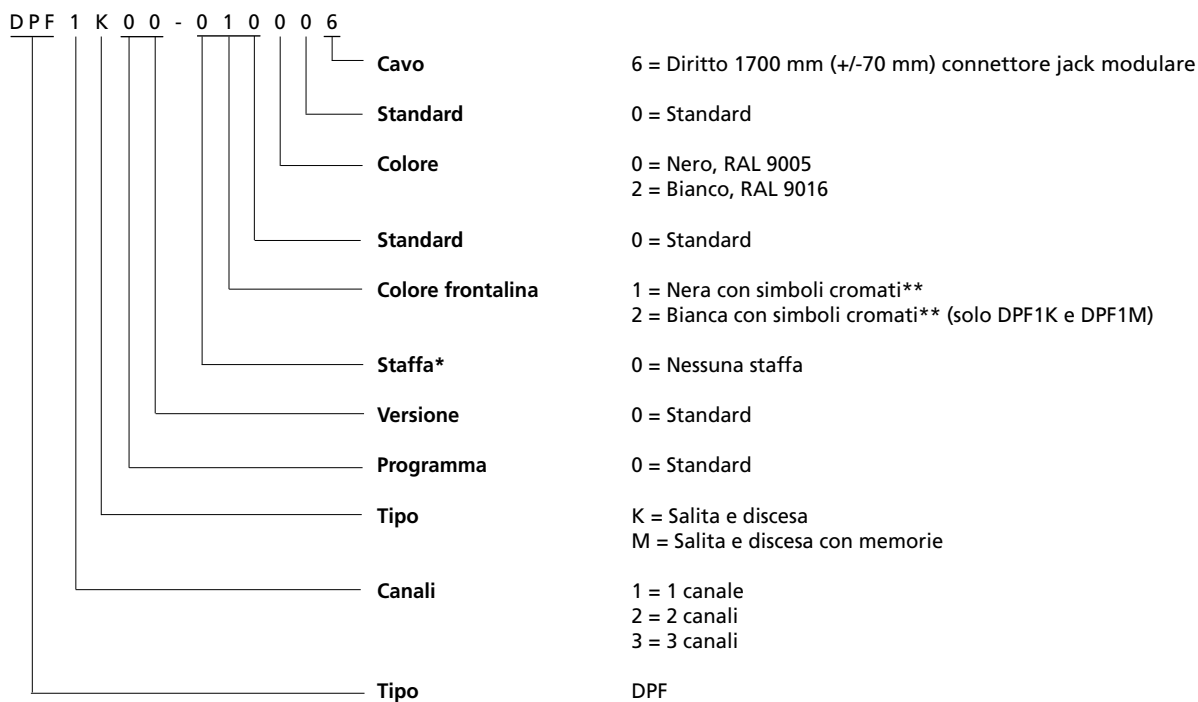 DPF1K00-010006
Cavo 6 = Diritto 1700 mm (+/-70 mm) connettore jack modulare
Standard 0 = Standard
Colore 0 = Nero, RAL 9005
2 = Bianco, RAL 9016
Standard 0 = Standard
Colore frontalina 1 = Nera con simboli cromati**
2 = Bianca con simboli cromati** (solo DPF1K e DPF1M)
Staffa* 0 = Nessuna staffa
Versione 0 = Standard
Programma 0 = Standard
Tipo K = Salita e discesa
M = Salita e discesa con memorie
Canali 1 = 1 canale
2 = 2 canali
3 = 3 canali
Tipo DPF